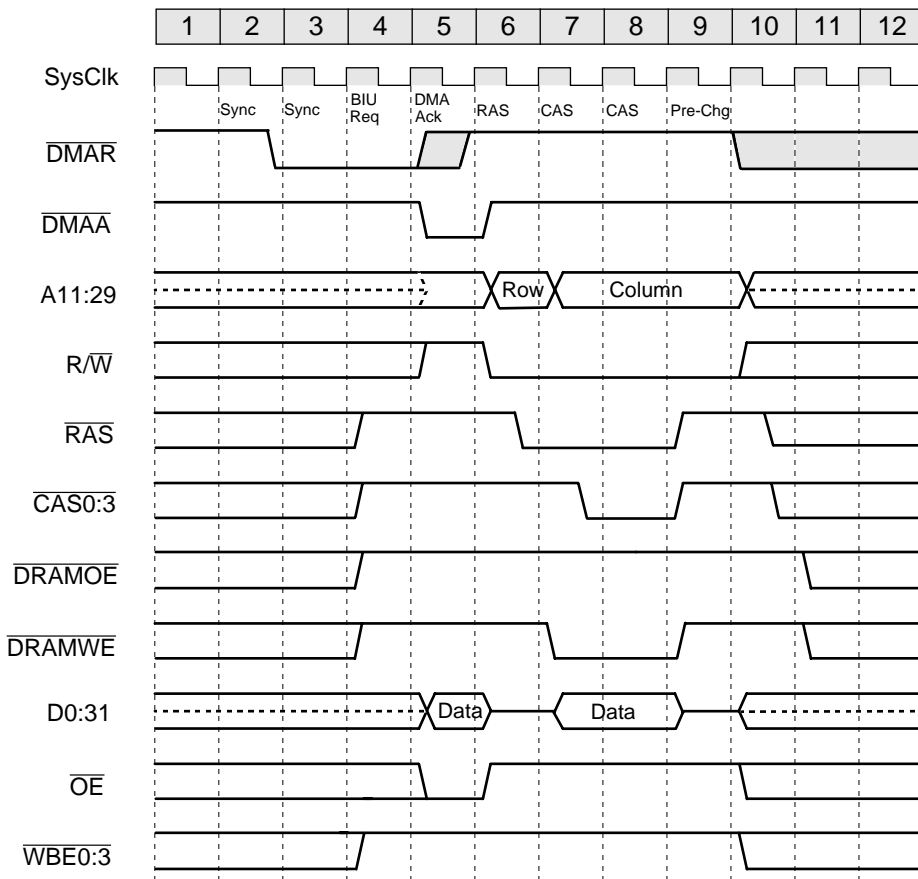 1 2 3 4 5 6 7 8 9 10 11 12
SysClk
Sync Sync BIU Req DMA Ack RAS CAS CAS Pre-Chg
DMAR
DMAA
A11:29 Row Column
R/W
RAS
CAS0:3
DRAMOE
DRAMWE
D0:31 Data Data
OE
WBE0:3